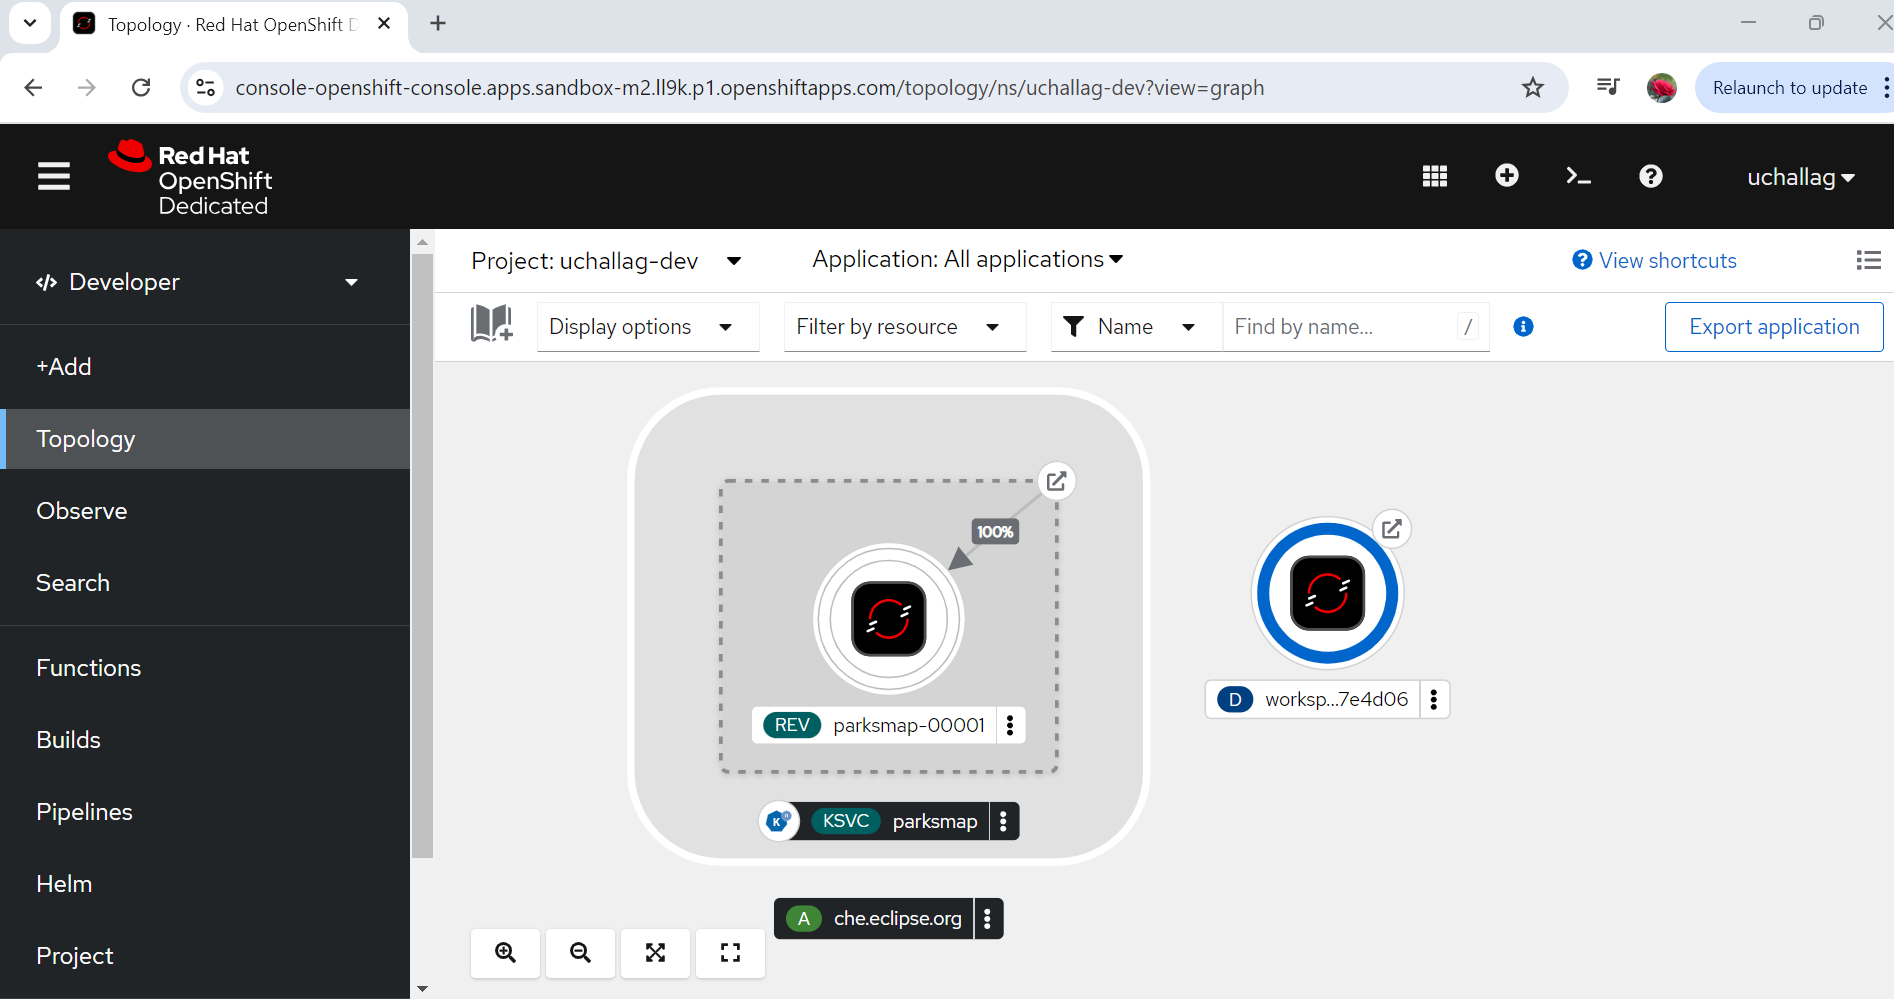 Topology · Red Hat OpenShift D
console-openshift-console.apps.sandbox-m2.ll9k.p1.openshiftapps.com/topology/ns/uchallag-dev?view=graph
Relaunch to update
Red Hat
OpenShift
Dedicated
uchallag
Developer
+Add
Topology
Observe
Search
Functions
Builds
Pipelines
Helm
Project
Project: uchallag-dev
Application: All applications
View shortcuts
Display options
Filter by resource
Name
Find by name...
/
Export application
100%
REV parksmap-00001
KSVC parksmap
A che.eclipse.org
D worksp...7e4d06